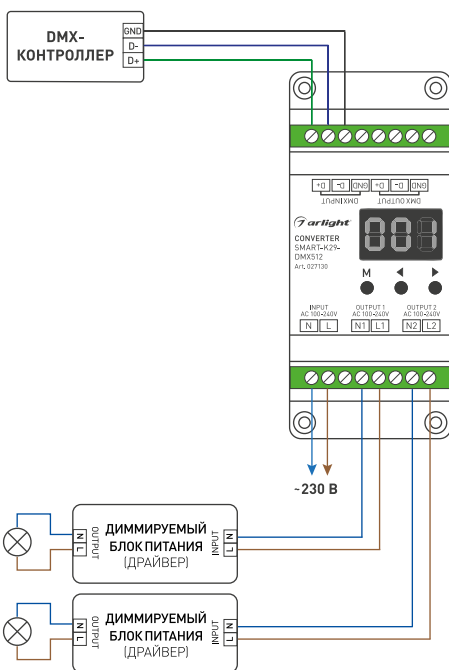 DMX-
КОНТРОЛЛЕР
GND
D-
D+
D+ D- GND D+ D- GND
DMX INPUT DMX OUTPUT
arlight
001
CONVERTER
SMART-K29-
DMX512
Art. 027130
M
INPUT
AC 100-240V
OUTPUT 1
AC 100-240V
OUTPUT 2
AC 100-240V
N L N1 L1 N2 L2
~230 В
N
L
OUTPUT
ДИММИРУЕМЫЙ
БЛОК ПИТАНИЯ
(ДРАЙВЕР)
INPUT
N
L
N
L
OUTPUT
ДИММИРУЕМЫЙ
БЛОК ПИТАНИЯ
(ДРАЙВЕР)
INPUT
N
L